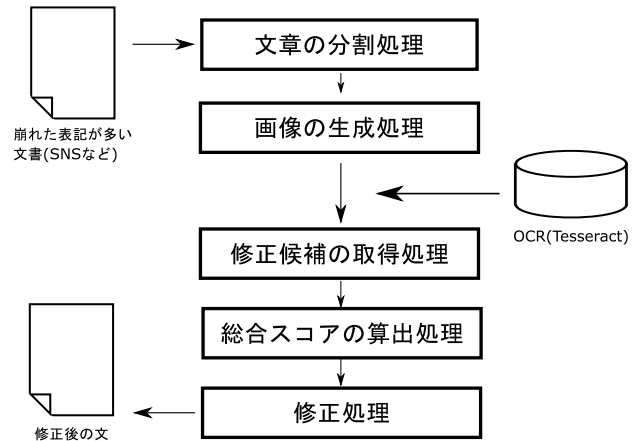 文章の分割処理
崩れた表記が多い
文書(SNSなど)
画像の生成処理
OCR(Tesseract)
修正候補の取得処理
総合スコアの算出処理
修正処理
修正後の文